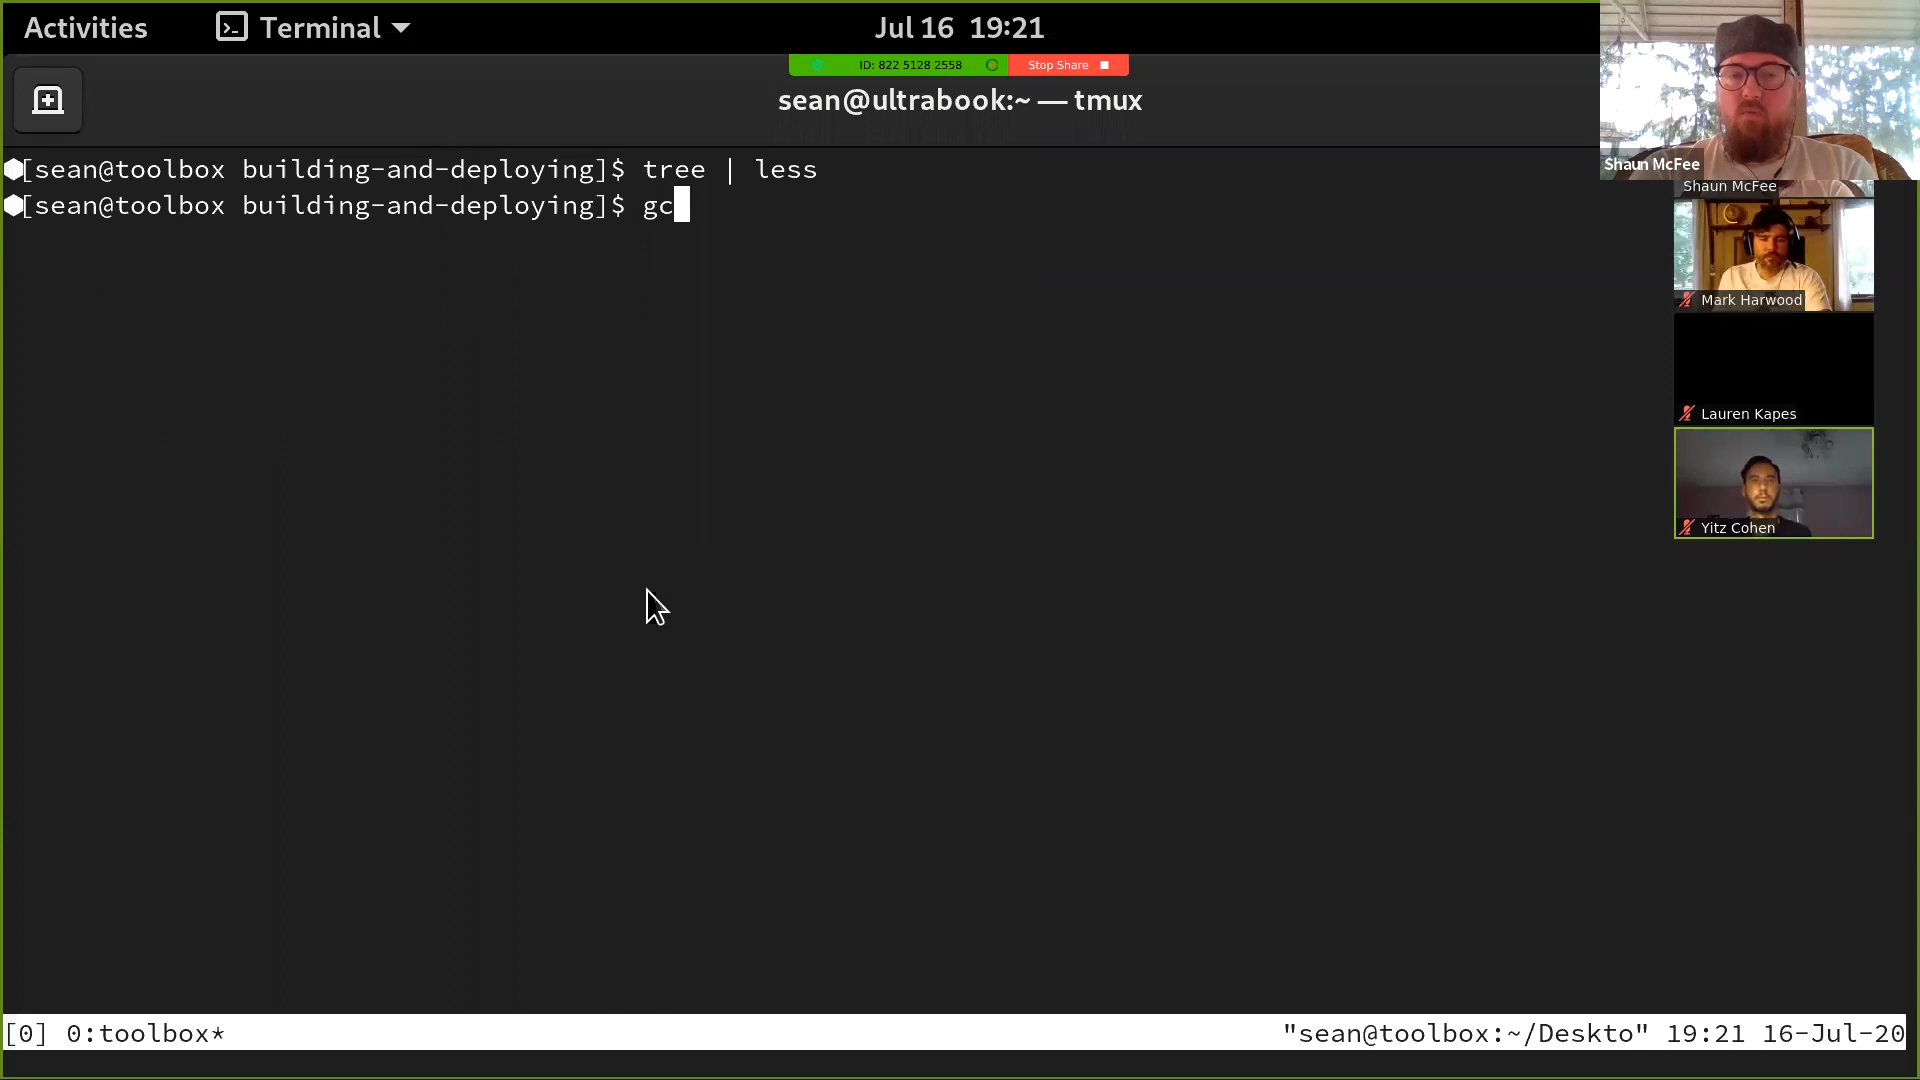 Activities
Terminal
Jul 16 19:21
ID: 822 5128 2558
Stop Share
sean@ultrabook:~ — tmux
[sean@toolbox building-and-deploying]$ tree | less
[sean@toolbox building-and-deploying]$ gc
Shaun McFee
Shaun McFee
Mark Harwood
Lauren Kapes
Yitz Cohen
[0] 0:toolbox*
"sean@toolbox:~/Deskto" 19:21 16-Jul-20